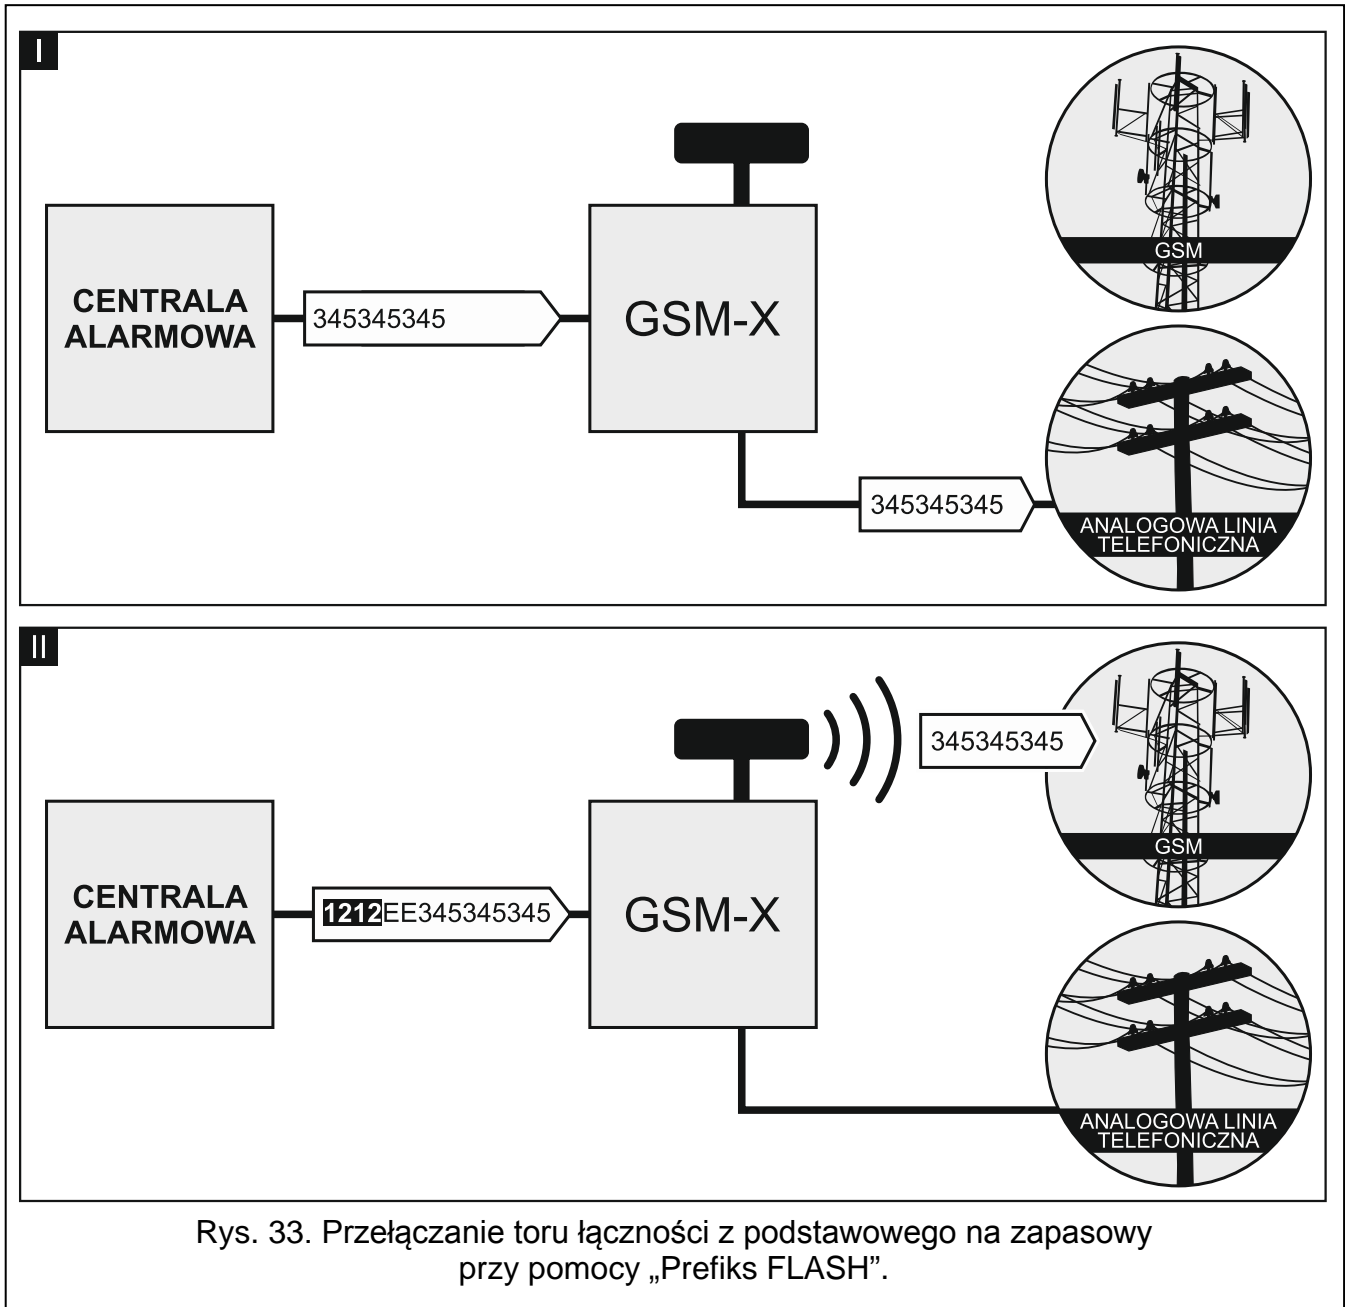 I
GSM
CENTRALA
ALARMOWA
345345345
GSM-X
345345345
ANALOGOWA LINIA
TELEFONICZNA
II
345345345
GSM
CENTRALA
ALARMOWA
1212EE345345345
GSM-X
ANALOGOWA LINIA
TELEFONICZNA
Rys. 33. Przełączanie toru łączności z podstawowego na zapasowy
przy pomocy „Prefiks FLASH”.